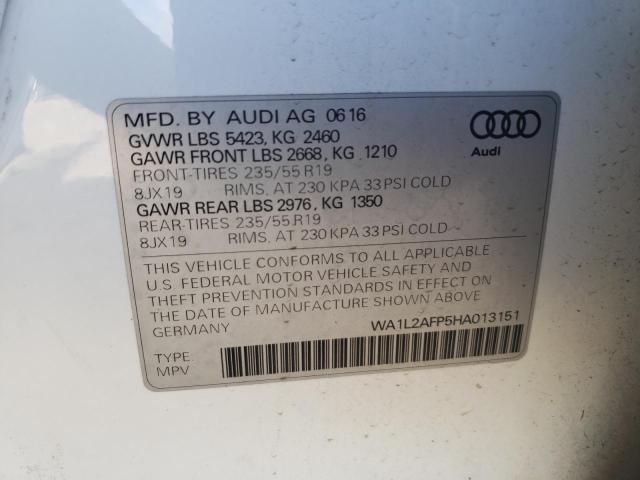 MFD. BY AUDI AG 06 16
GVWR LBS 5423, KG 2460
GAWR FRONT LBS 2668, KG 1210
FRONT-TIRES 235/55 R19
8JX19 RIMS, AT 230 KPA 33 PSI COLD
GAWR REAR LBS 2976, KG 1350
REAR-TIRES 235/55 R19
8JX19 RIMS, AT 230 KPA 33 PSI COLD
Audi
THIS VEHICLE CONFORMS TO ALL APPLICABLE
U.S. FEDERAL MOTOR VEHICLE SAFETY AND
THEFT PREVENTION STANDARDS IN EFFECT ON
THE DATE OF MANUFACTURE SHOWN ABOVE
GERMANY WA1L2AFP5HA013151
TYPE:
MPV